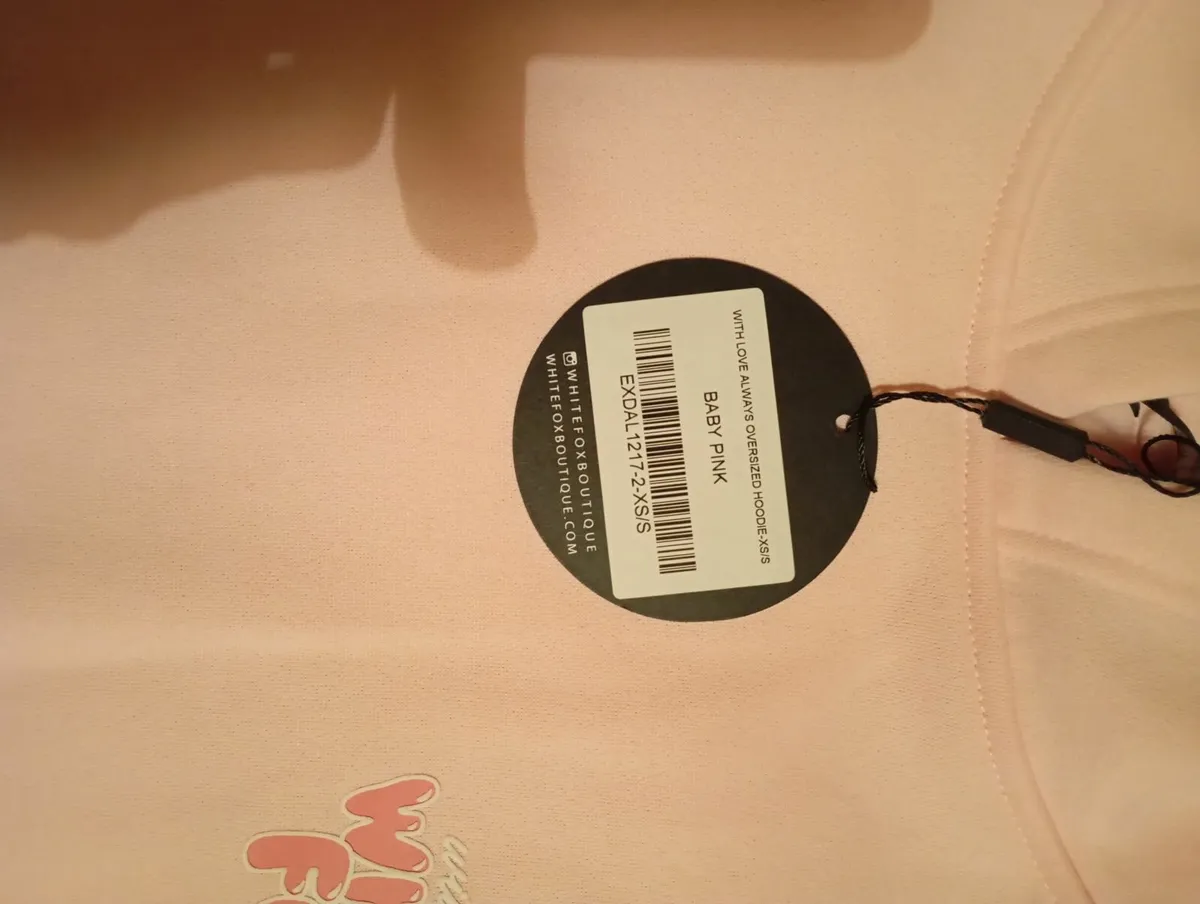 WITH LOVE ALWAYS OVERSIZED HOODIE-XS/S
BABY PINK
EXDAL1217-2-XS/S
WHITEFOXBOUTIQUE
WHITEFOXBOUTIQUE.COM